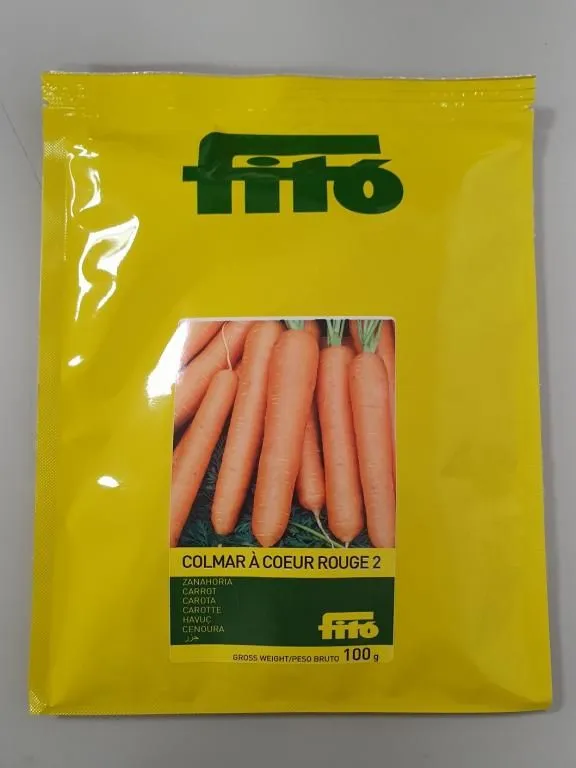 fitó
COLMAR À COEUR ROUGE 2
ZANAHORIA
CARROT
CAROTA
CAROTTE
HAVUÇ
CENOURA
جزر
fitó
GROSS WEIGHT/PESO BRUTO 100 g